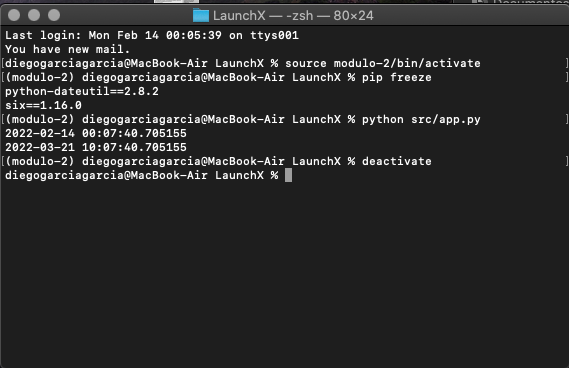 Documentos
LaunchX — -zsh — 80×24
Last login: Mon Feb 14 00:05:39 on ttys001
You have new mail.
[diegogarciagarcia@MacBook-Air LaunchX % source modulo-2/bin/activate ]
[(modulo-2) diegogarciagarcia@MacBook-Air LaunchX % pip freeze ]
python-dateutil==2.8.2
six==1.16.0
[(modulo-2) diegogarciagarcia@MacBook-Air LaunchX % python src/app.py ]
2022-02-14 00:07:40.705155
2022-03-21 10:07:40.705155
[(modulo-2) diegogarciagarcia@MacBook-Air LaunchX % deactivate ]
diegogarciagarcia@MacBook-Air LaunchX %